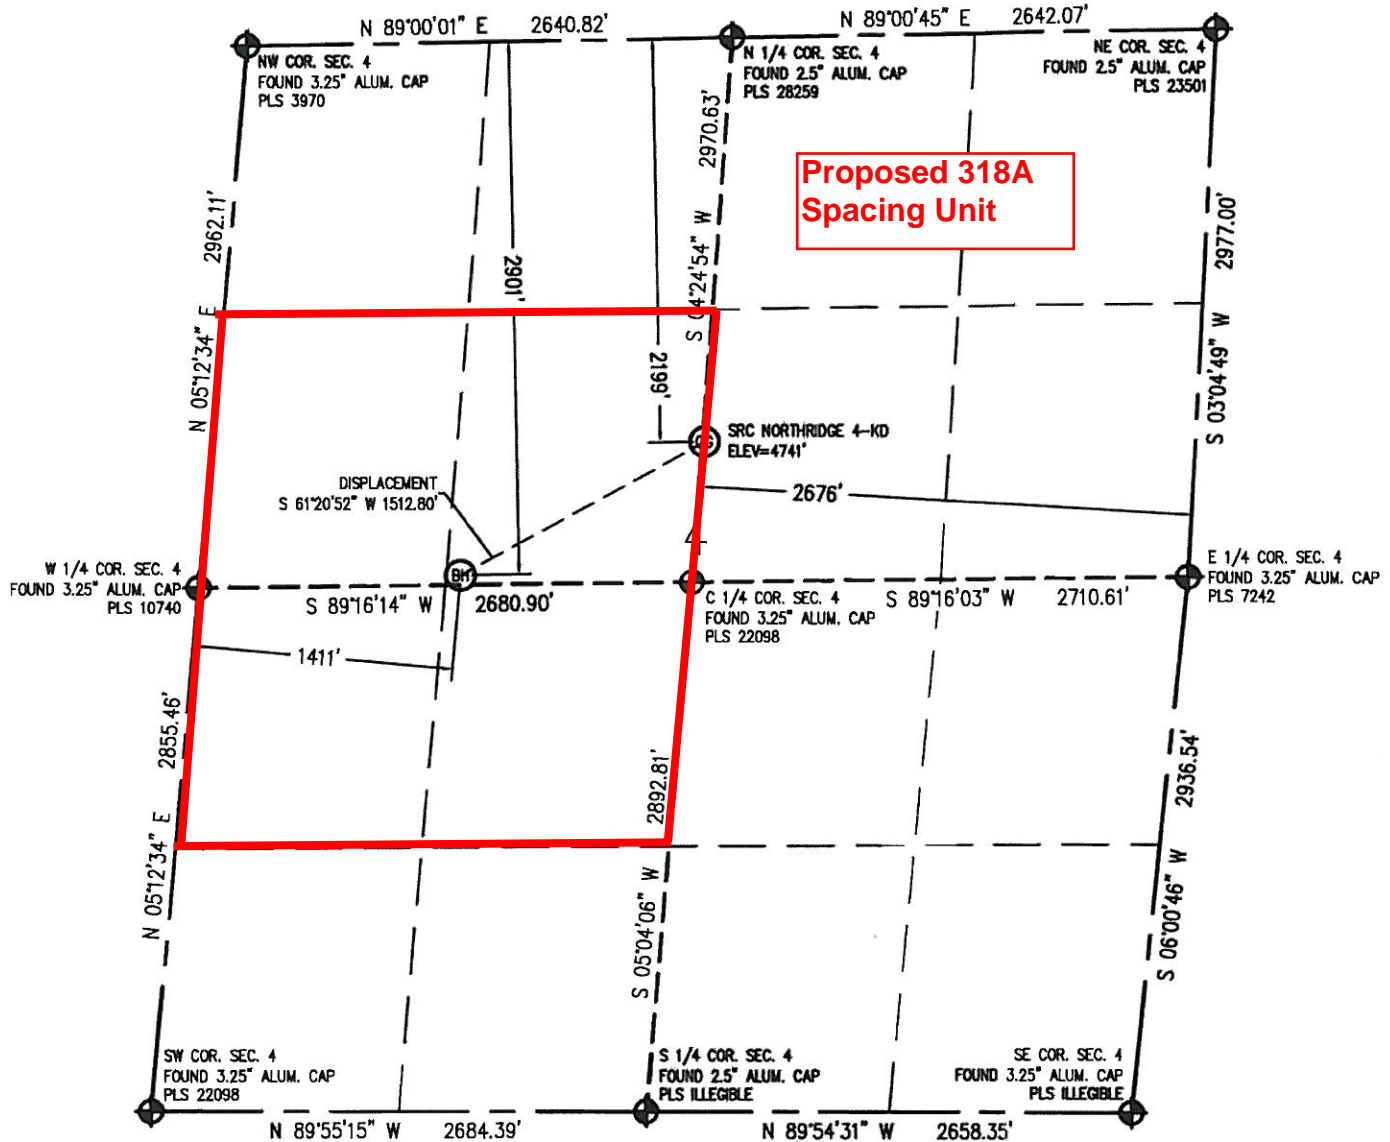 N 89°00'01" E 2640.82'
N 89°00'45" E 2642.07'
NW COR. SEC. 4
FOUND 3.25" ALUM. CAP
PLS 3970
N 1/4 COR. SEC. 4
FOUND 2.5" ALUM. CAP
PLS 28259
NE COR. SEC. 4
FOUND 2.5" ALUM. CAP
PLS 23501
2962.11'
N 05°12'34" E
2901'
2199'
2970.63'
S 04°24'54" W
Proposed 318A
Spacing Unit
2977.00'
S 03°04'49" W
SRC NORTHRIDGE 4-KD
ELEV=4741'
DISPLACEMENT
S 61°20'52" W 1512.80'
2676'
4
BH
W 1/4 COR. SEC. 4
FOUND 3.25" ALUM. CAP
PLS 10740
S 89°16'14" W 2680.90'
C 1/4 COR. SEC. 4
FOUND 3.25" ALUM. CAP
PLS 22098
S 89°16'03" W 2710.61'
E 1/4 COR. SEC. 4
FOUND 3.25" ALUM. CAP
PLS 7242
1411'
2855.46'
N 05°12'34" E
2892.81'
S 05°04'06" W
2936.54'
S 06°00'46" W
SW COR. SEC. 4
FOUND 3.25" ALUM. CAP
PLS 22098
S 1/4 COR. SEC. 4
FOUND 2.5" ALUM. CAP
PLS ILLEGIBLE
SE COR. SEC. 4
FOUND 3.25" ALUM. CAP
PLS ILLEGIBLE
N 89°55'15" W 2684.39'
N 89°54'31" W 2658.35'